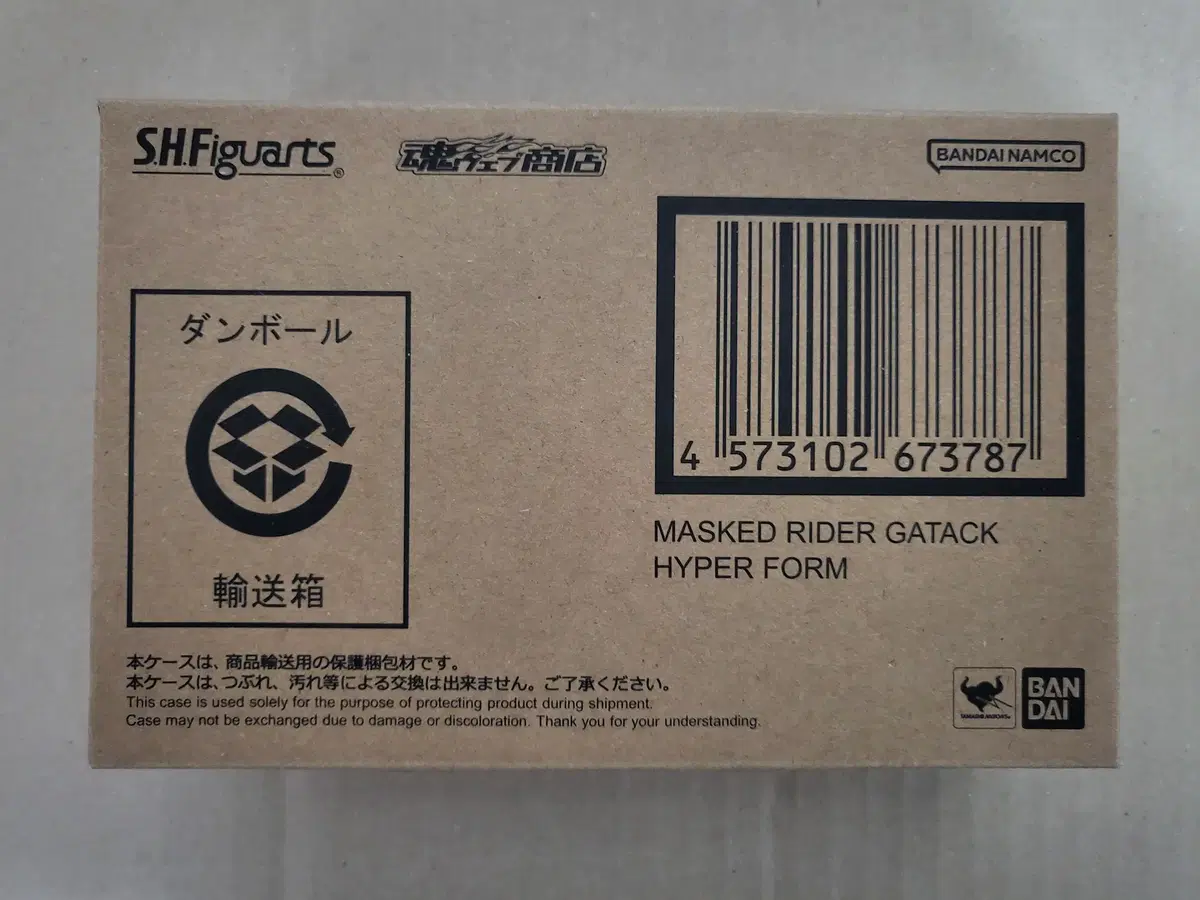 S.H.Figuarts®
魂ウェブ商店
BANDAI NAMCO
4 573102 673787
MASKED RIDER GATACK
HYPER FORM
ダンボール
輸送箱
本ケースは、商品輸送用の保護梱包材です。
本ケースは、つぶれ、汚れ等による交換は出来ません。ご了承ください。
This case is used solely for the purpose of protecting product during shipment.
Case may not be exchanged due to damage or discoloration. Thank you for your understanding.
TAMASHII NATIONS
BAN
DAI